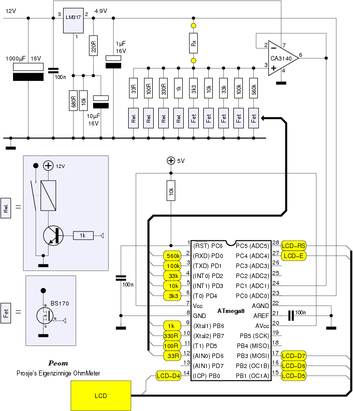 12V
3
LM317
2
4.9V
1
220R
1µF
16V
1000µF
16V
100n
680R
10k
10µF
16V
Rx
2
3
7
4
6
CA3140
33R
100R
330R
1k
3k3
10k
33k
100k
560k
Rel.
Rel.
Rel.
Rel.
Fet
Fet
Fet
Fet
Fet
5V
10k
12V
1k
Rel.
=
BS170
Fet
=
Peom
Prosje's Eigenzinnige OhmMeter
100n
ATmega8
1 (RST) PC6
560k 2 (RXD) PD0
100k 3 (TXD) PD1
33k 4 (INT0) PD2
10k 5 (INT1) PD3
3k3 6 (T0) PD4
7 Vcc
8 GND
1k 9 (Xtal1) PB6
330R 10 (Xtal2) PB7
100R 11 (T1) PD5
33R 12 (AIN0) PD6
13 (AIN1) PD7
LCD-D4 14 (ICP) PB0
PC5 (ADC5) 28 LCD-RS
PC4 (ADC4) 27 LCD-E
PC3 (ADC3) 26
PC2 (ADC2) 25
PC1 (ADC1) 24
PC0 (ADC0) 23
AGND 22
AREF 21 100n
AVcc 20
PB5 (SCK) 19
PB4 (MISO) 18
PB3 (MOSI) 17 LCD-D7
PB2 (OC1B) 16 LCD-D6
PB1 (OC1A) 15 LCD-D5
LCD